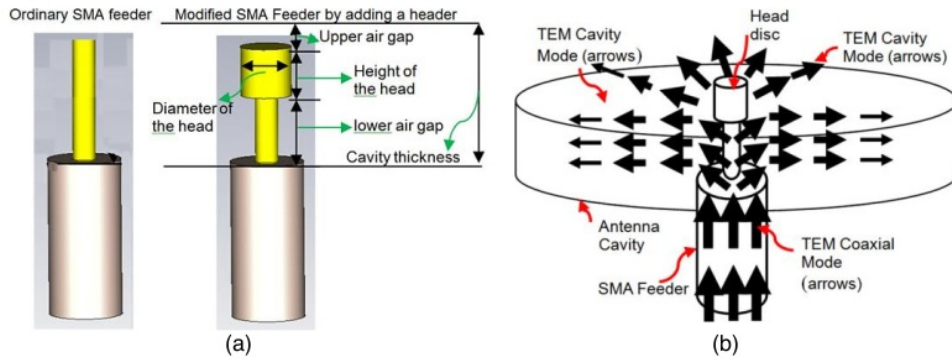 Ordinary SMA feeder
Modified SMA Feeder by adding a header
Upper air gap
Height of
the head
Diameter of
the head
lower air gap
Cavity thickness
(a)
Head
disc
TEM Cavity
Mode (arrows)
TEM Cavity
Mode (arrows)
Antenna
Cavity
SMA Feeder
TEM Coaxial
Mode
(arrows)
(b)